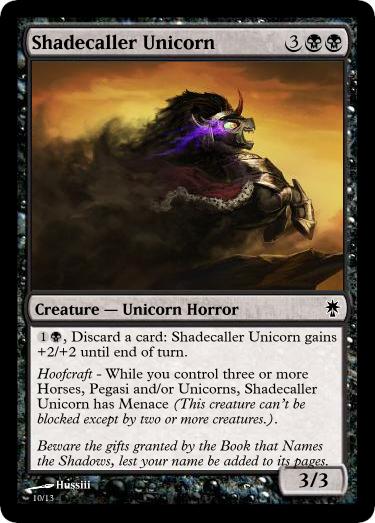 Shadecaller Unicorn 3
Creature — Unicorn Horror
1, Discard a card: Shadecaller Unicorn gains
+2/+2 until end of turn.
Hoofcraft - While you control three or more
Horses, Pegasi and/or Unicorns, Shadecaller
Unicorn has Menace (This creature can't be
blocked except by two or more creatures.).
Beware the gifts granted by the Book that Names
the Shadows, lest your name be added to its pages.
3/3
Hussiii
10/13